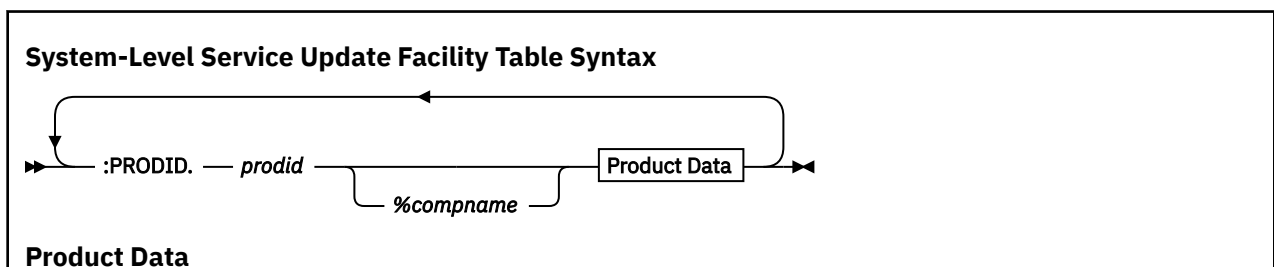 System-Level Service Update Facility Table Syntax
:PRODID. prodid Product Data
%compname
Product Data